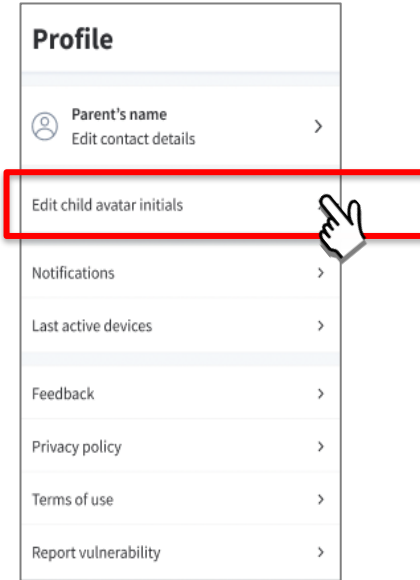 Profile
Parent's name
Edit contact details
Edit child avatar initials
Notifications
Last active devices
Feedback
Privacy policy
Terms of use
Report vulnerability